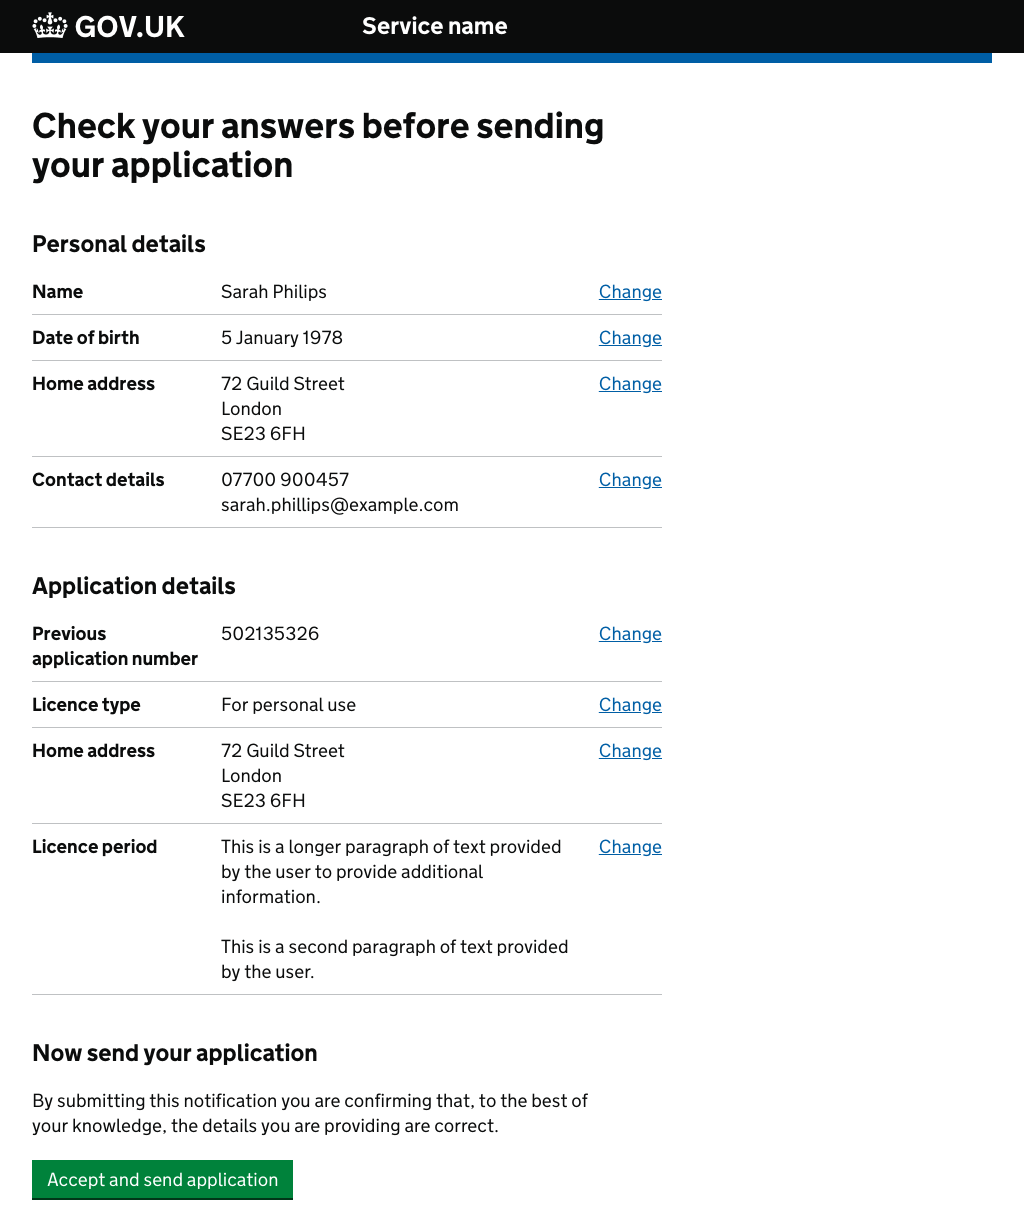 GOV.UK
Service name
Check your answers before sending
your application
Personal details
Name Sarah Philips Change
Date of birth 5 January 1978 Change
Home address 72 Guild Street Change
London
SE23 6FH
Contact details 07700 900457 Change
sarah.phillips@example.com
Application details
Previous 502135326 Change
application number
Licence type For personal use Change
Home address 72 Guild Street Change
London
SE23 6FH
Licence period This is a longer paragraph of text provided Change
by the user to provide additional
information.
This is a second paragraph of text provided
by the user.
Now send your application
By submitting this notification you are confirming that, to the best of
your knowledge, the details you are providing are correct.
Accept and send application